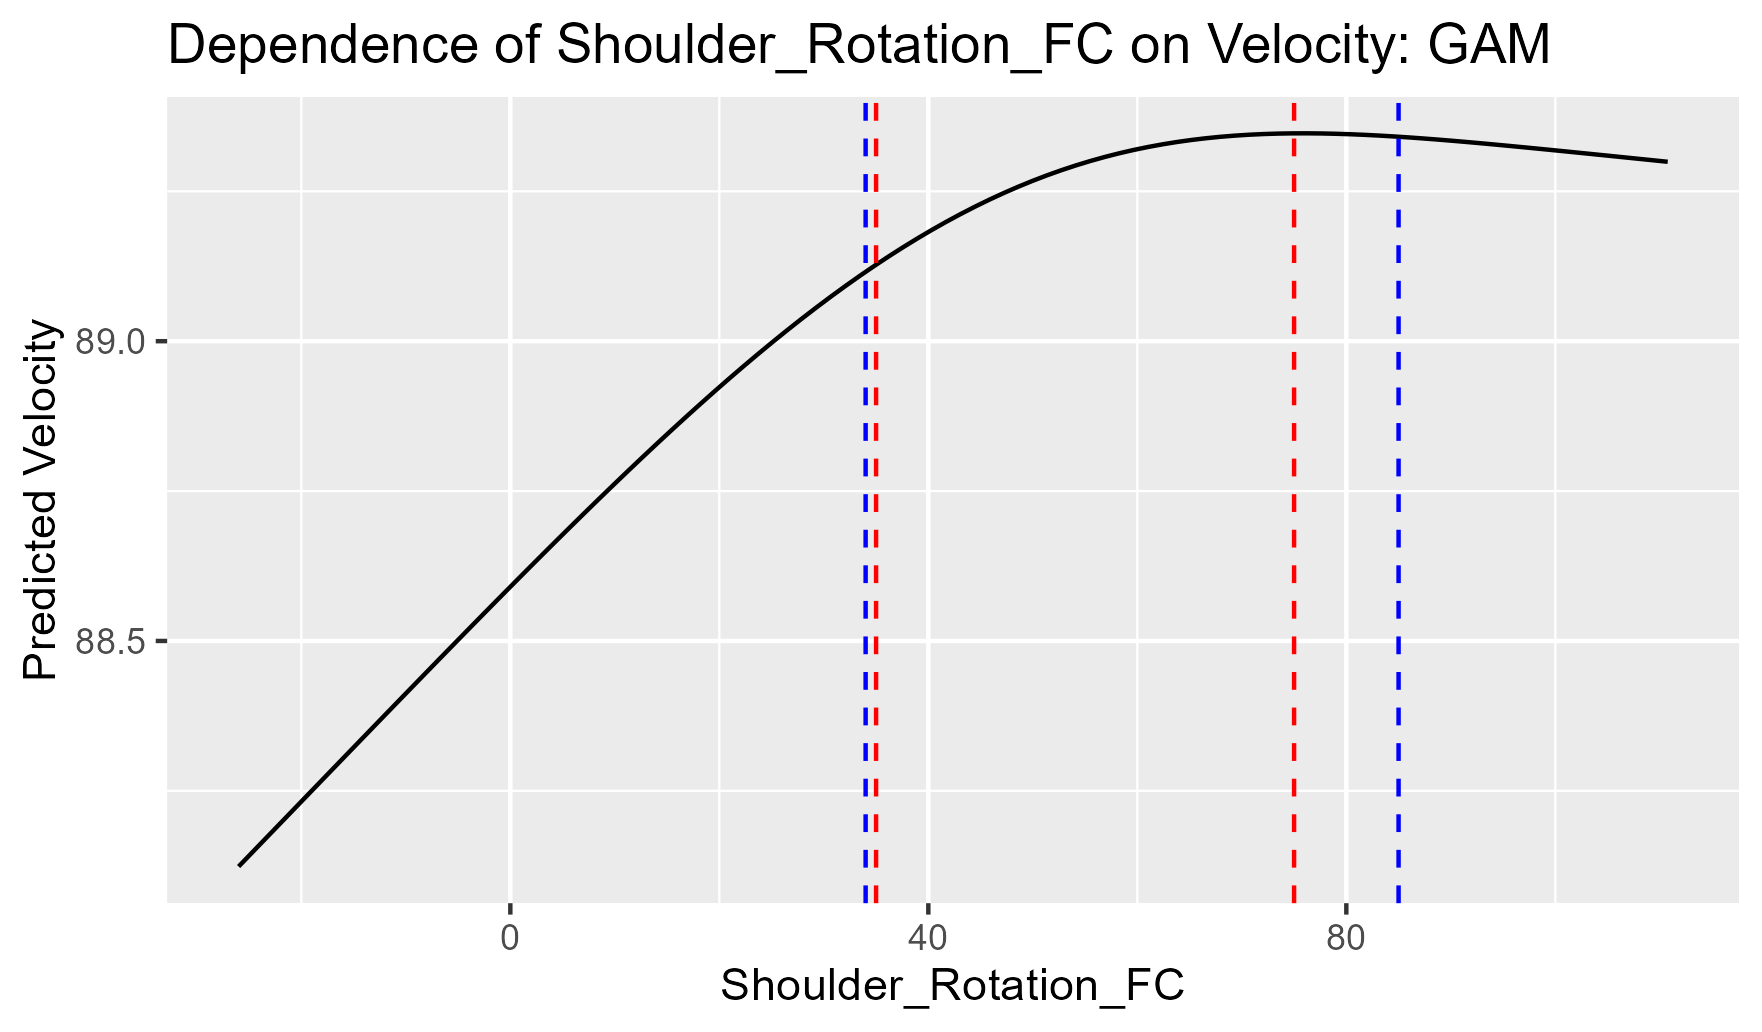 Dependence of Shoulder_Rotation_FC on Velocity: GAM
Predicted Velocity
89.0
88.5
0
40
80
Shoulder_Rotation_FC